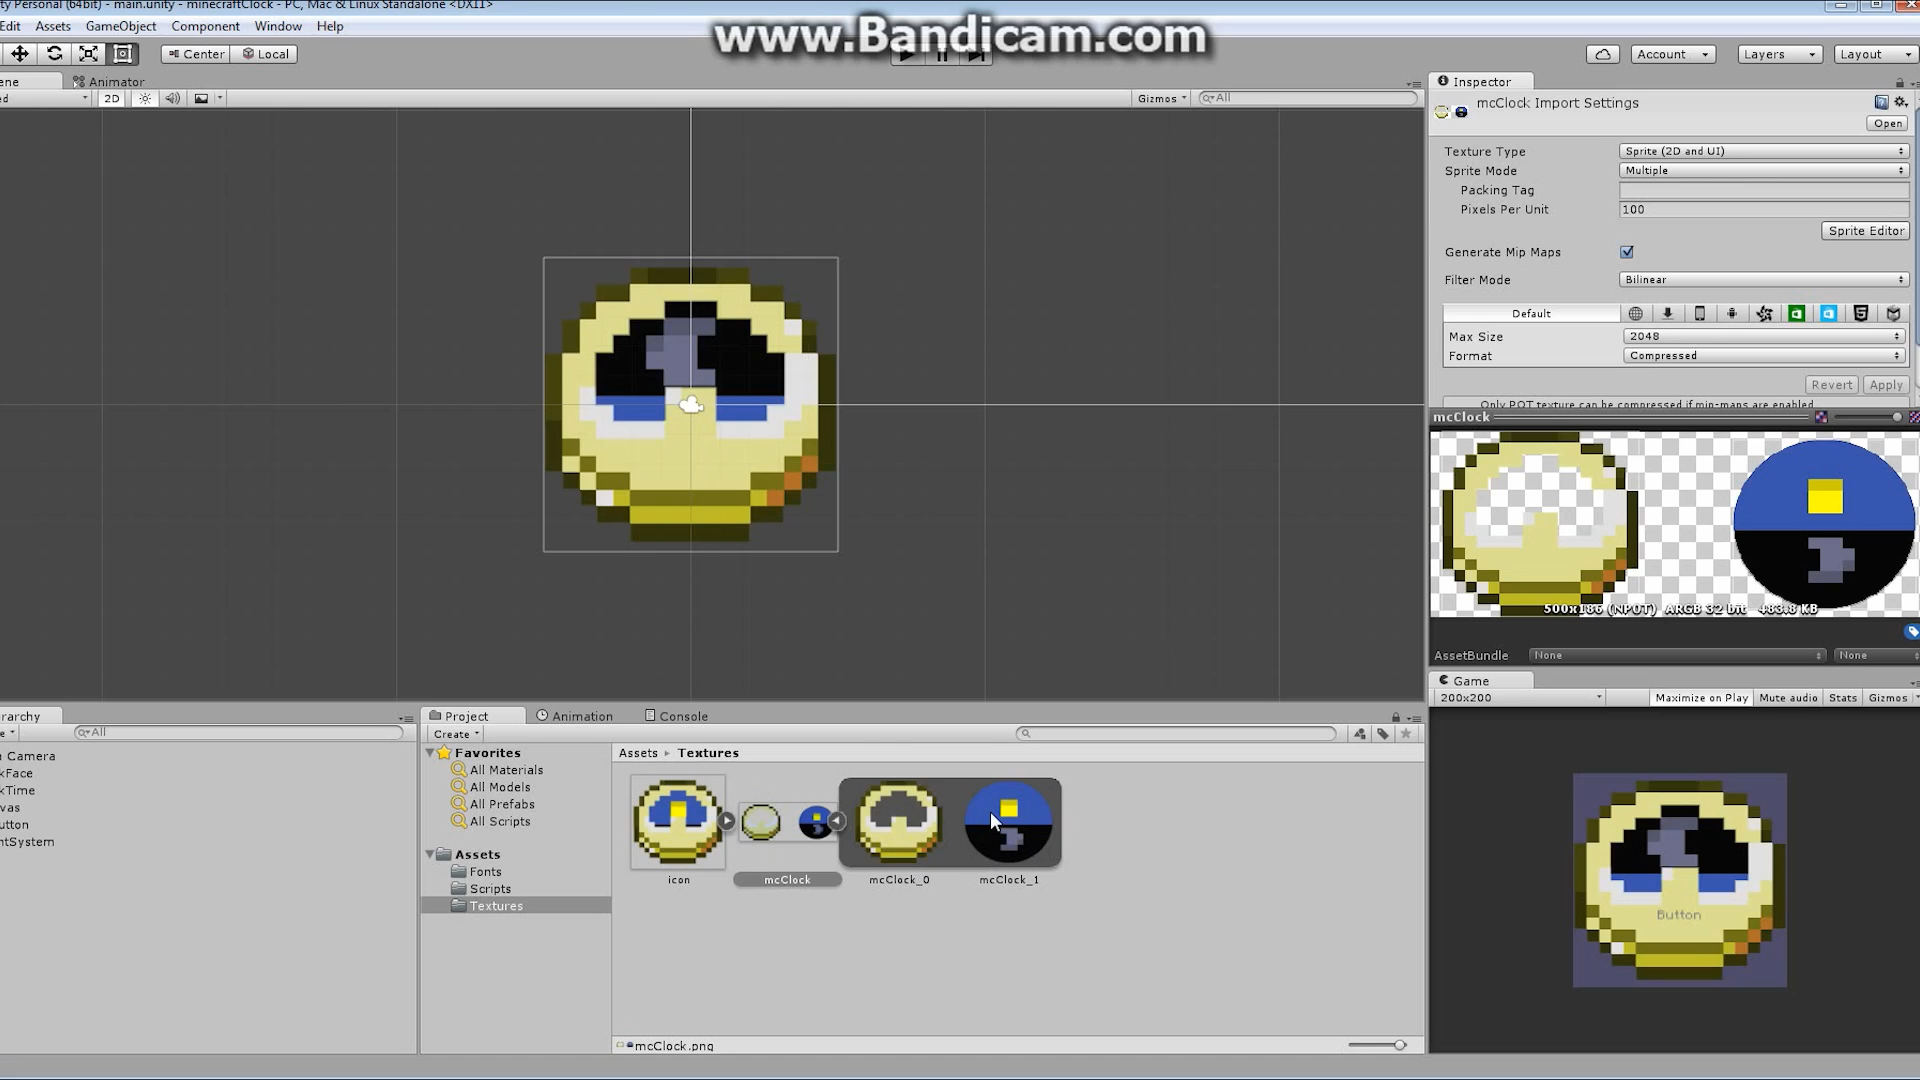 ty Personal (64bit) - main.unity - minecraftClock - PC, Mac & Linux Standalone <DX11>
www.Bandicam.com
Edit Assets GameObject Component Window Help
Center Local
Account Layers Layout
ene Animator
ed 2D Gizmos All
Inspector
mcClock Import Settings
Open
Texture Type Sprite (2D and UI)
Sprite Mode Multiple
Packing Tag
Pixels Per Unit 100
Sprite Editor
Generate Mip Maps
Filter Mode Bilinear
Default
Max Size 2048
Format Compressed
Revert Apply
Only POT texture can be compressed if mip-maps are enabled
mcClock
500x186 (NPOT) ARGB 32 bit 483.8 KB
AssetBundle None None
Game
200x200 Maximize on Play Mute audio Stats Gizmos
Button
rarchy
e All
n Camera
kFace
kTime
vas
utton
ntSystem
Project Animation Console
Create
Favorites
All Materials
All Models
All Prefabs
All Scripts
Assets
Fonts
Scripts
Textures
Assets Textures
icon mcClock mcClock_0 mcClock_1
mcClock.png